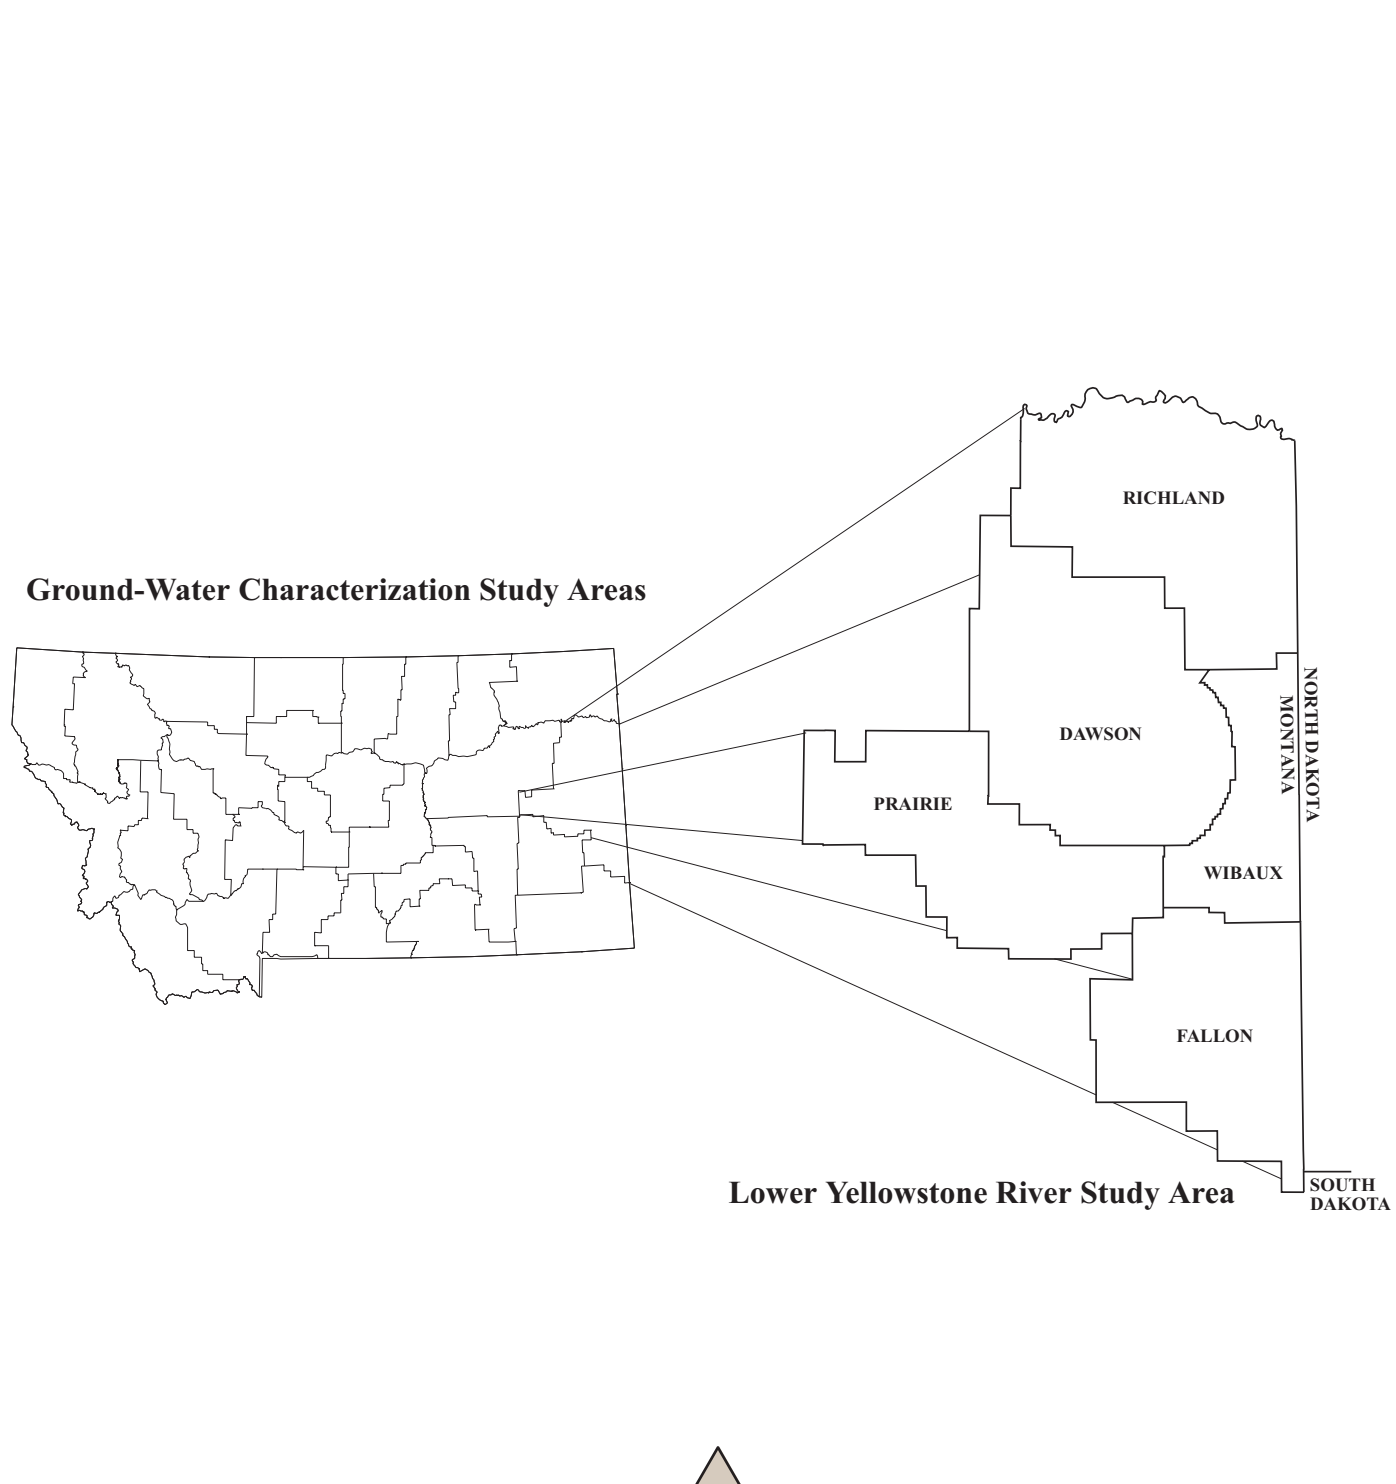 RICHLAND
Ground-Water Characterization Study Areas
NORTH DAKOTA
MONTANA
DAWSON
PRAIRIE
WIBAUX
FALLON
Lower Yellowstone River Study Area
SOUTH
DAKOTA